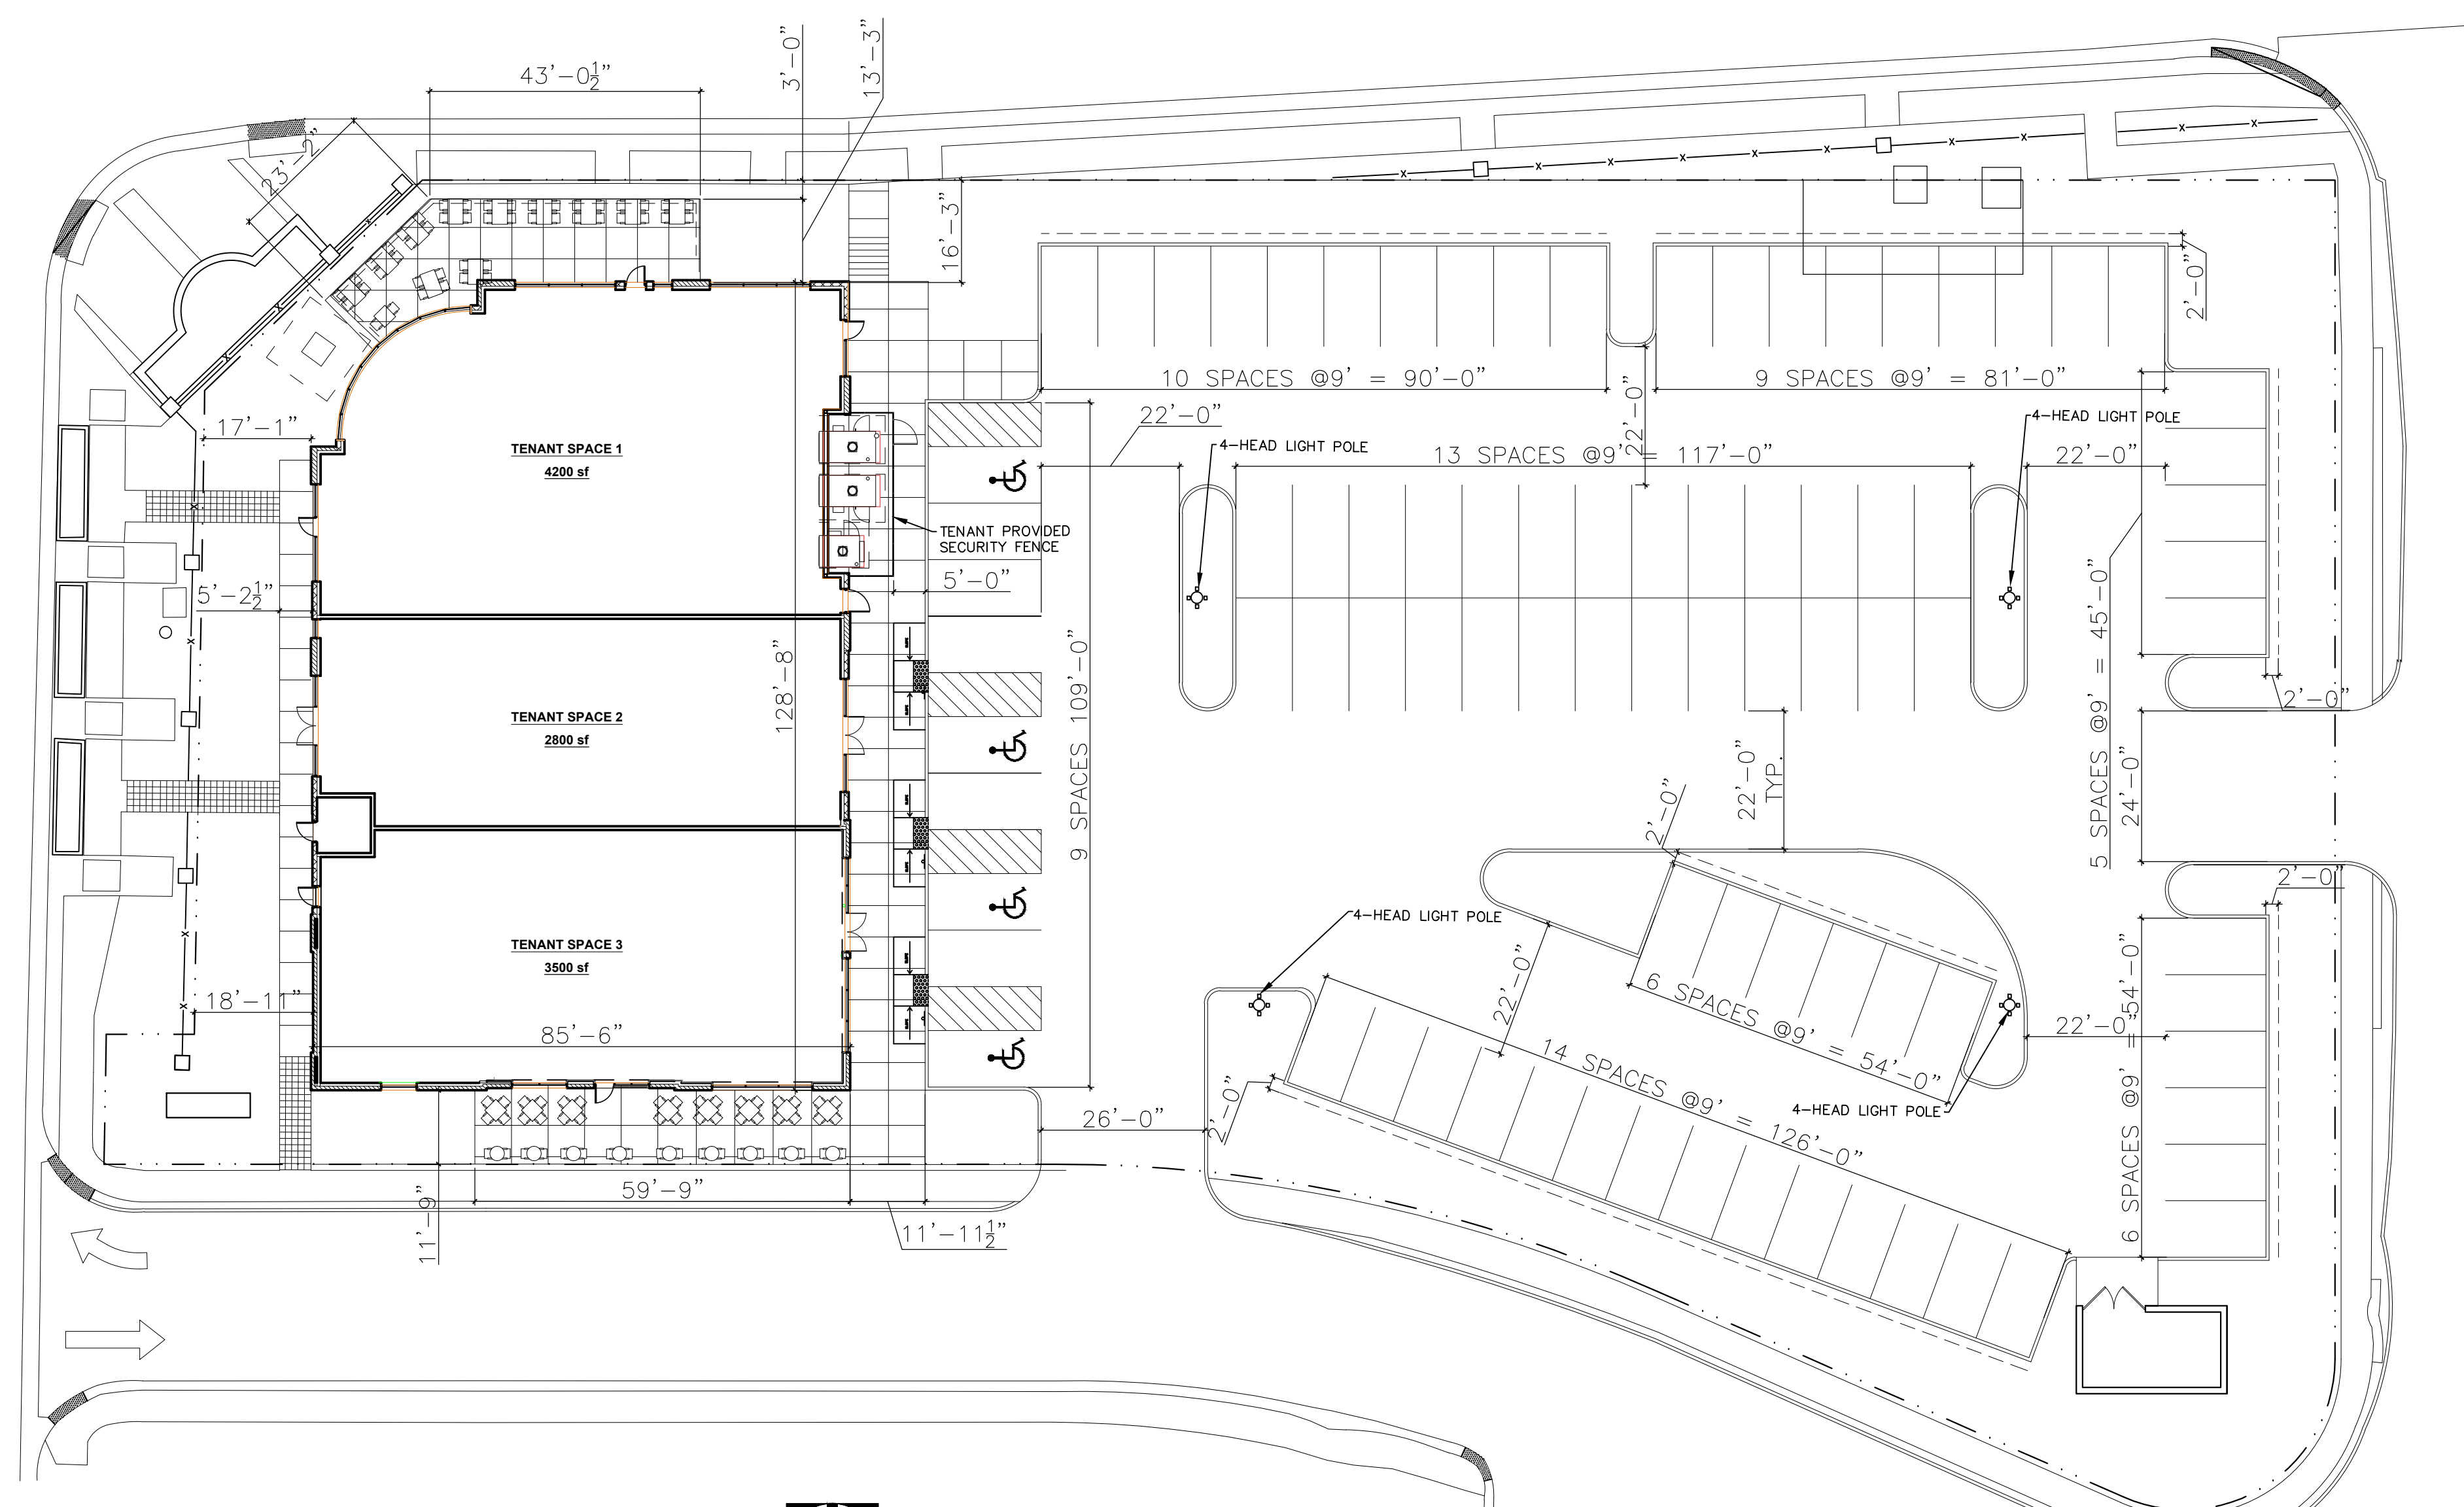 43'-0½"
3'-0"
13'-3"
23'-2"
16'-3"
2'-0"
10 SPACES @9' = 90'-0"
9 SPACES @9' = 81'-0"
22'-0"
22'-0"
4-HEAD LIGHT POLE
4-HEAD LIGHT POLE
17'-1"
TENANT SPACE 1
4200 sf
13 SPACES @9' = 117'-0"
22'-0"
TENANT PROVIDED
SECURITY FENCE
5'-2½"
5'-0"
5 SPACES @9' = 45'-0"
128'-8"
9 SPACES 109'-0"
TENANT SPACE 2
2800 sf
2'-0"
22'-0"
TYP.
24'-0"
2'-0"
2'-0"
TENANT SPACE 3
3500 sf
4-HEAD LIGHT POLE
22'-0"
6 SPACES @9' = 54'-0"
18'-11"
85'-6"
22'-0"
6 SPACES @9' = 54'-0"
14 SPACES @9' = 126'-0"
2'-0"
4-HEAD LIGHT POLE
26'-0"
59'-9"
11'-9"
11'-11½"